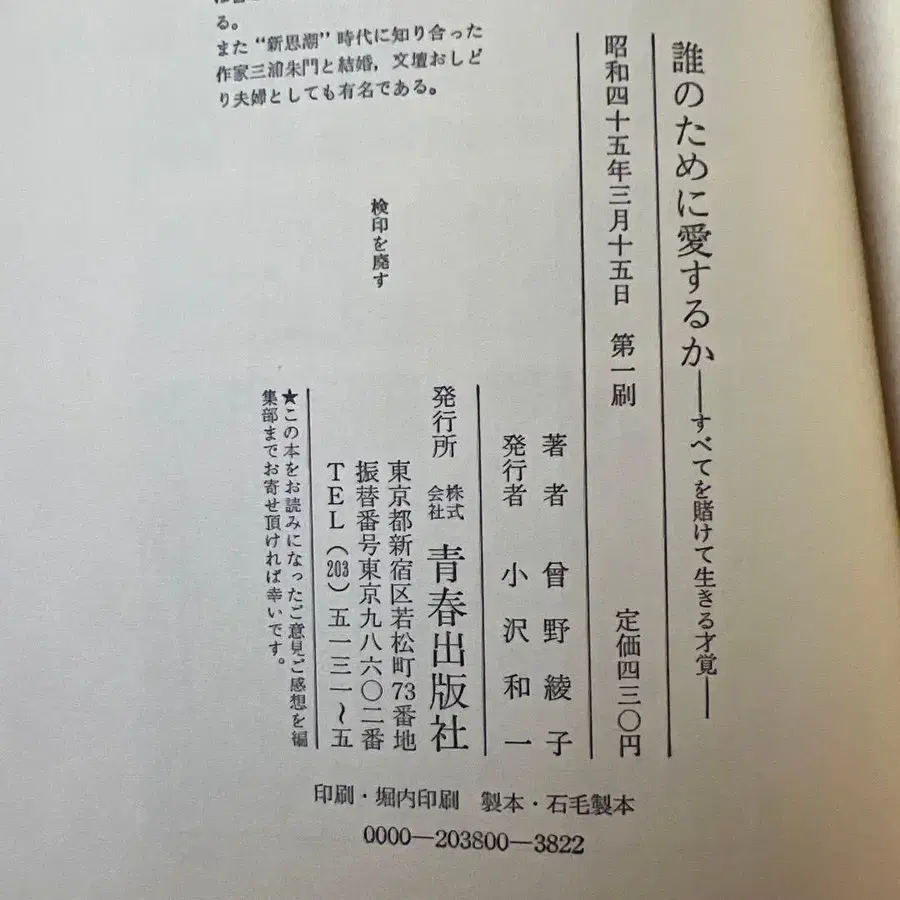 る。
また“新思潮”時代に知り合った
作家三浦朱門と結婚，文壇おしど
り夫婦としても有名である。
検印を廃す
誰のために愛するか―すべてを賭けて生きる才覚―
昭和四十五年三月十五日　第一刷
定価四三〇円
著者　曾野綾子
発行者　小沢和一
発行所　株式会社　青春出版社
東京都新宿区若松町73番地
振替番号東京九八六〇二番
TEL（203）五一三一〜五
★この本をお読みになったご意見ご感想を編
集部までお寄せ頂ければ幸いです。
印刷・堀内印刷　製本・石毛製本
0000―203800―3822